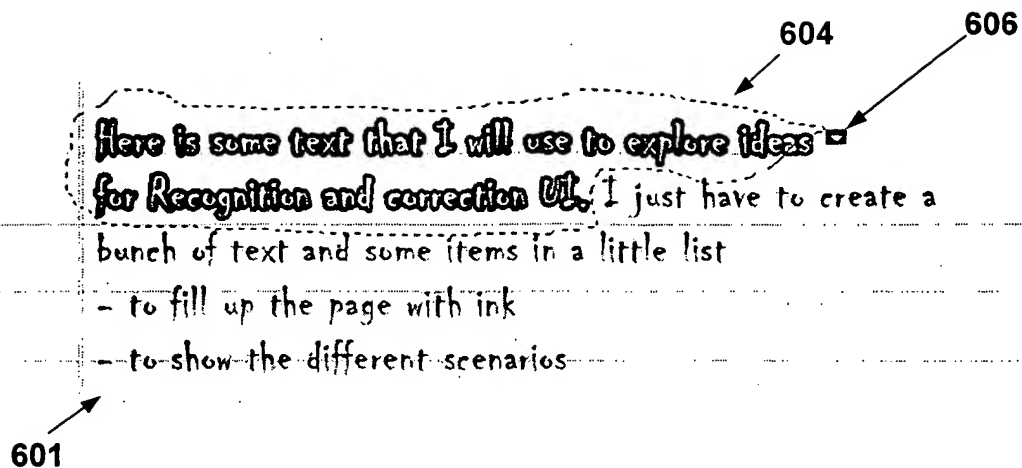 604
606
Here is some text that I will use to explore ideas
for Recognition and correction UI. I just have to create a
bunch of text and some items in a little list
- to fill up the page with ink
- to show the different scenarios
601